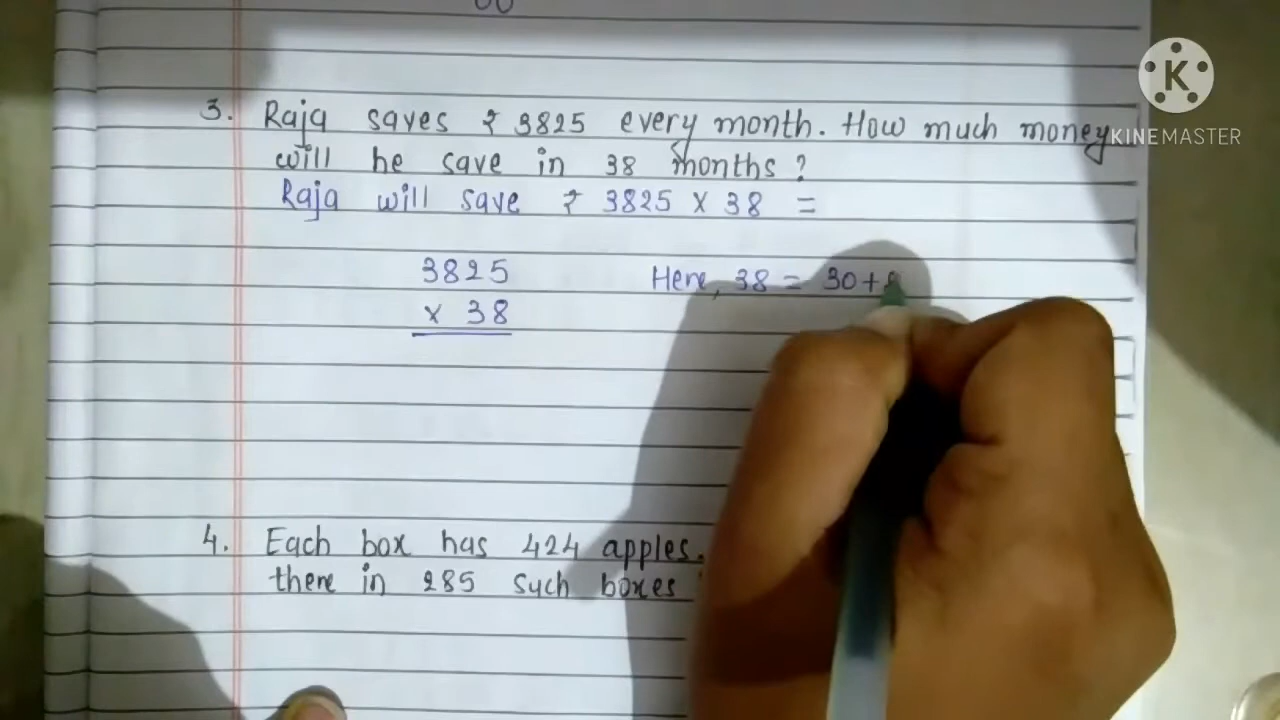 3. Raja saves ₹ 3825 every month. How much money
will he save in 38 months?
Raja will save ₹ 3825 x 38 =
3825
x 38
Here, 38 = 30+8
4. Each box has 424 apples.
there in 285 such boxes
K
KINEMASTER